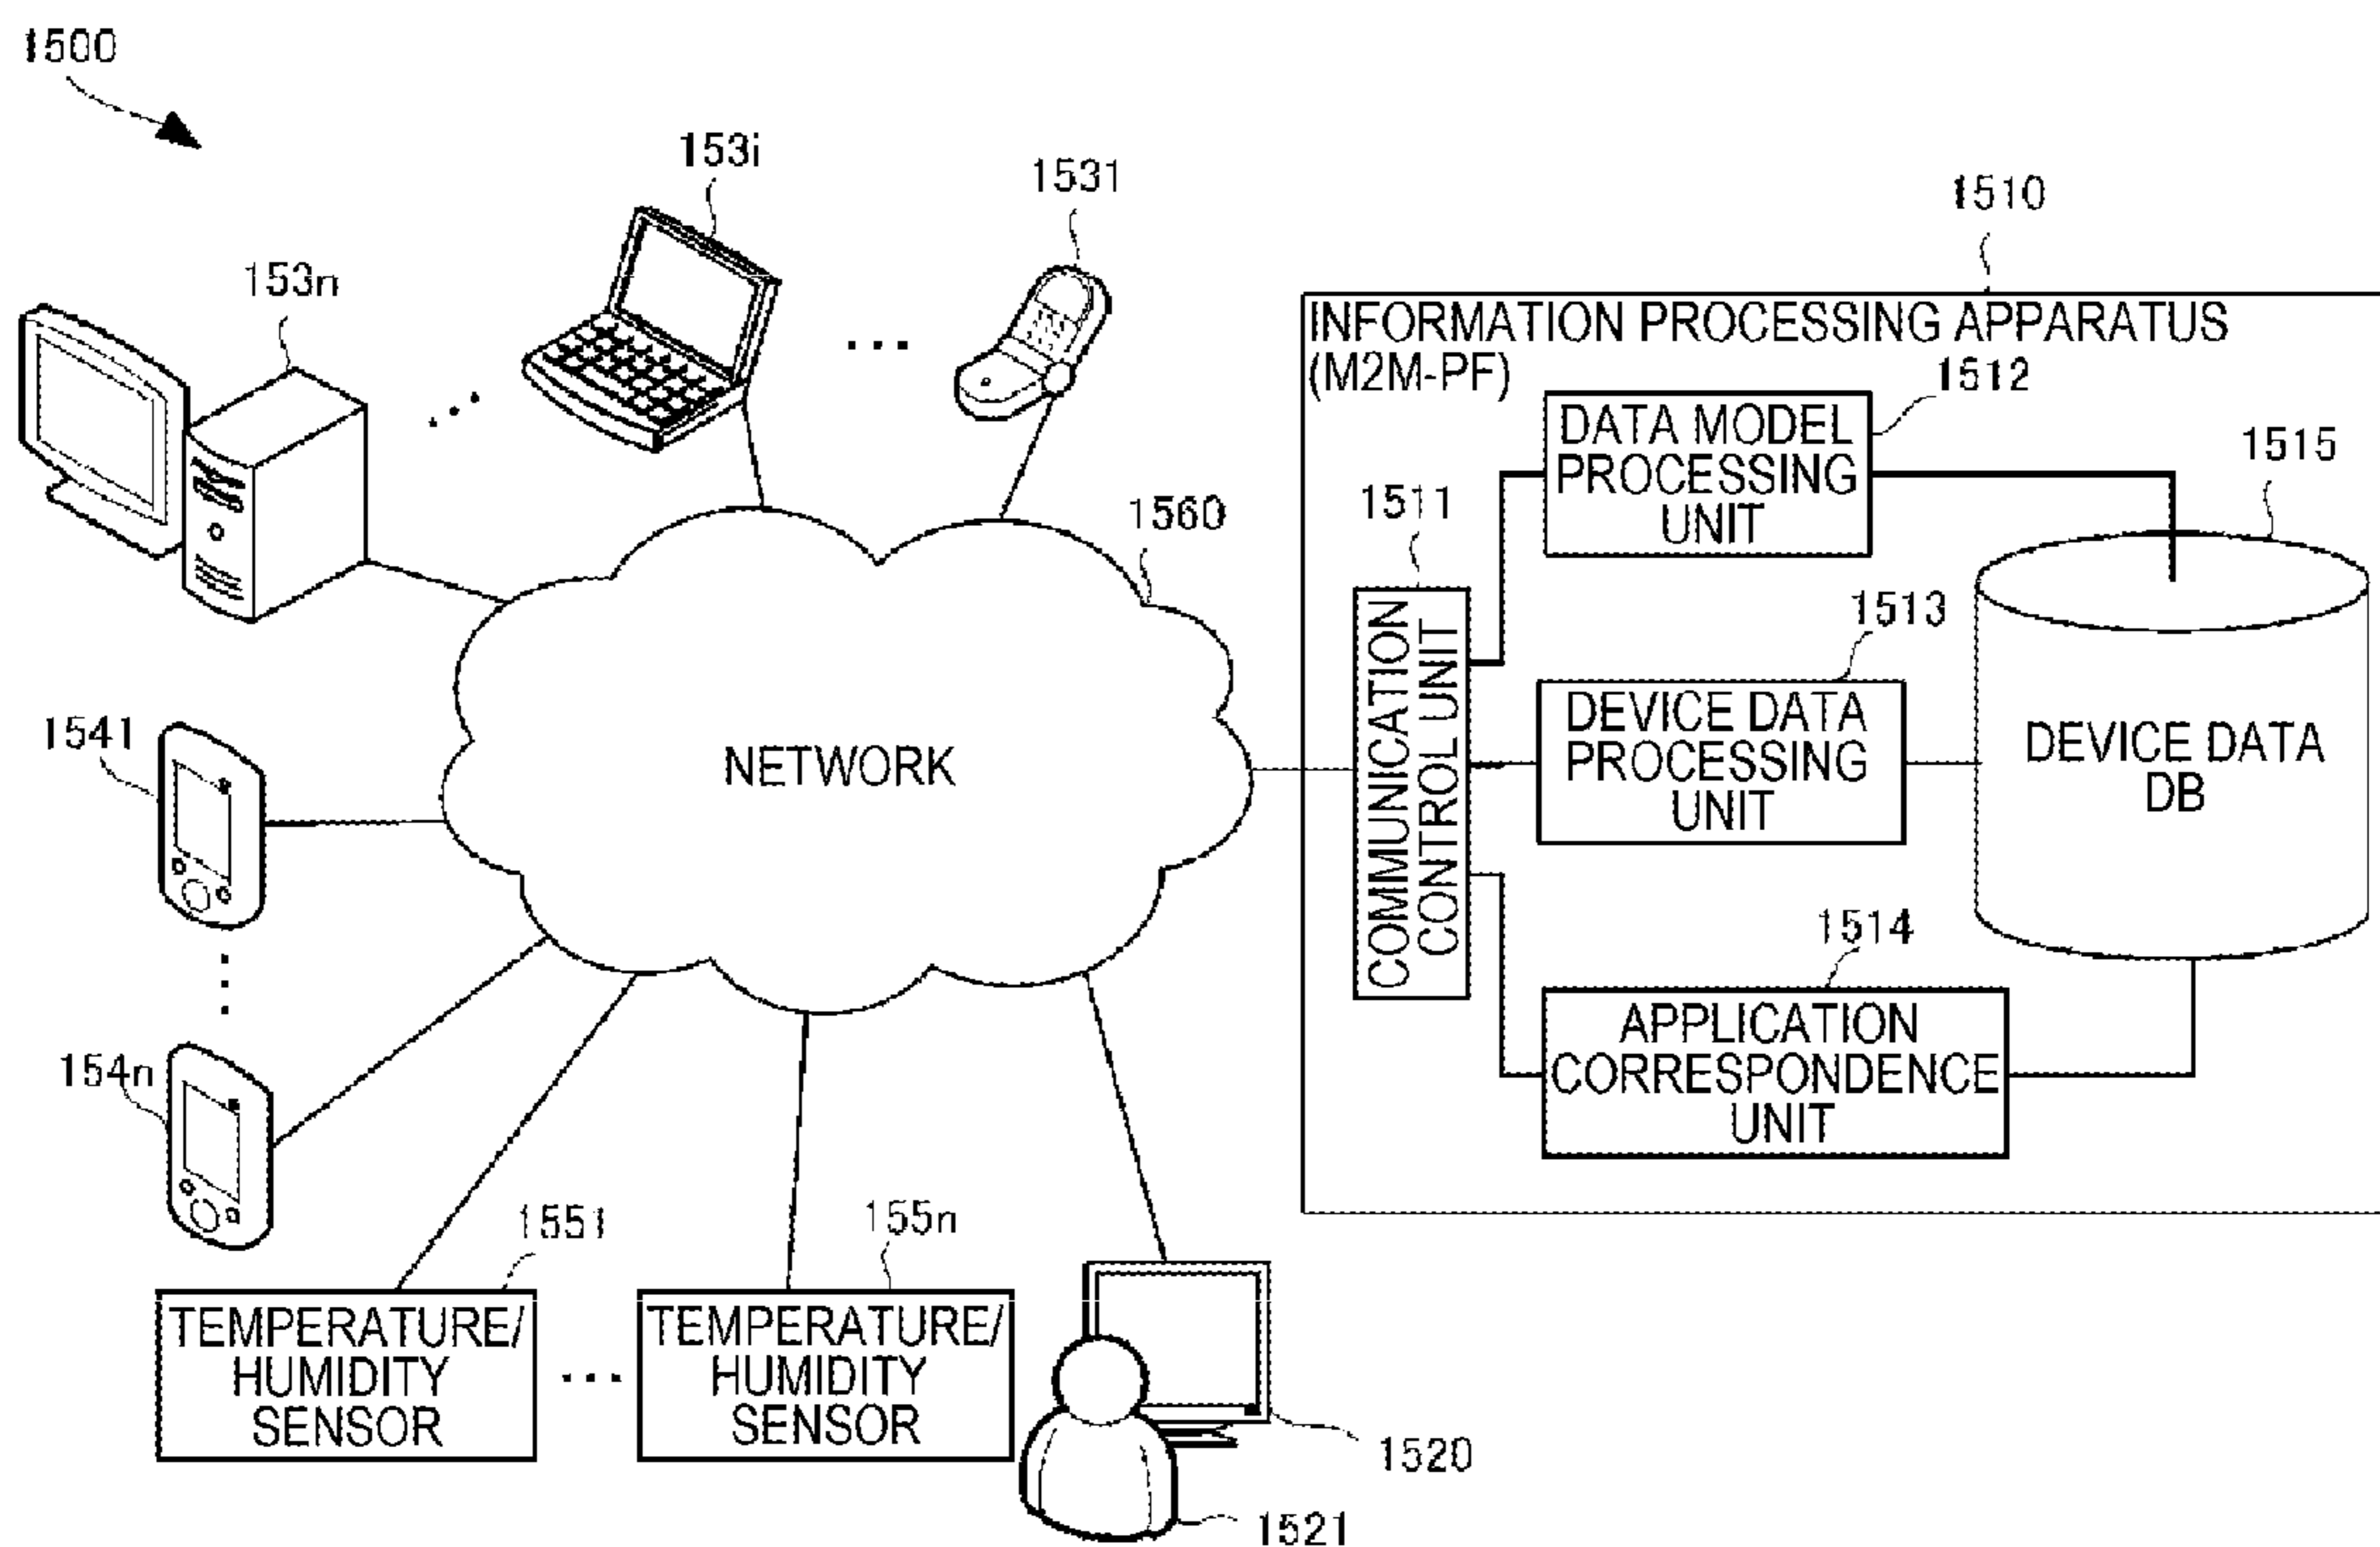 1500
153i
1531
153n
1510
INFORMATION PROCESSING APPARATUS
(M2M-PF)
1512
DATA MODEL
PROCESSING
UNIT
1515
1511
1560
COMMUNICATION
CONTROL UNIT
1513
DEVICE DATA
PROCESSING
UNIT
DEVICE DATA
DB
1541
NETWORK
1514
APPLICATION
CORRESPONDENCE
UNIT
154n
1551
155n
TEMPERATURE/
HUMIDITY
SENSOR
...
TEMPERATURE/
HUMIDITY
SENSOR
1520
1521